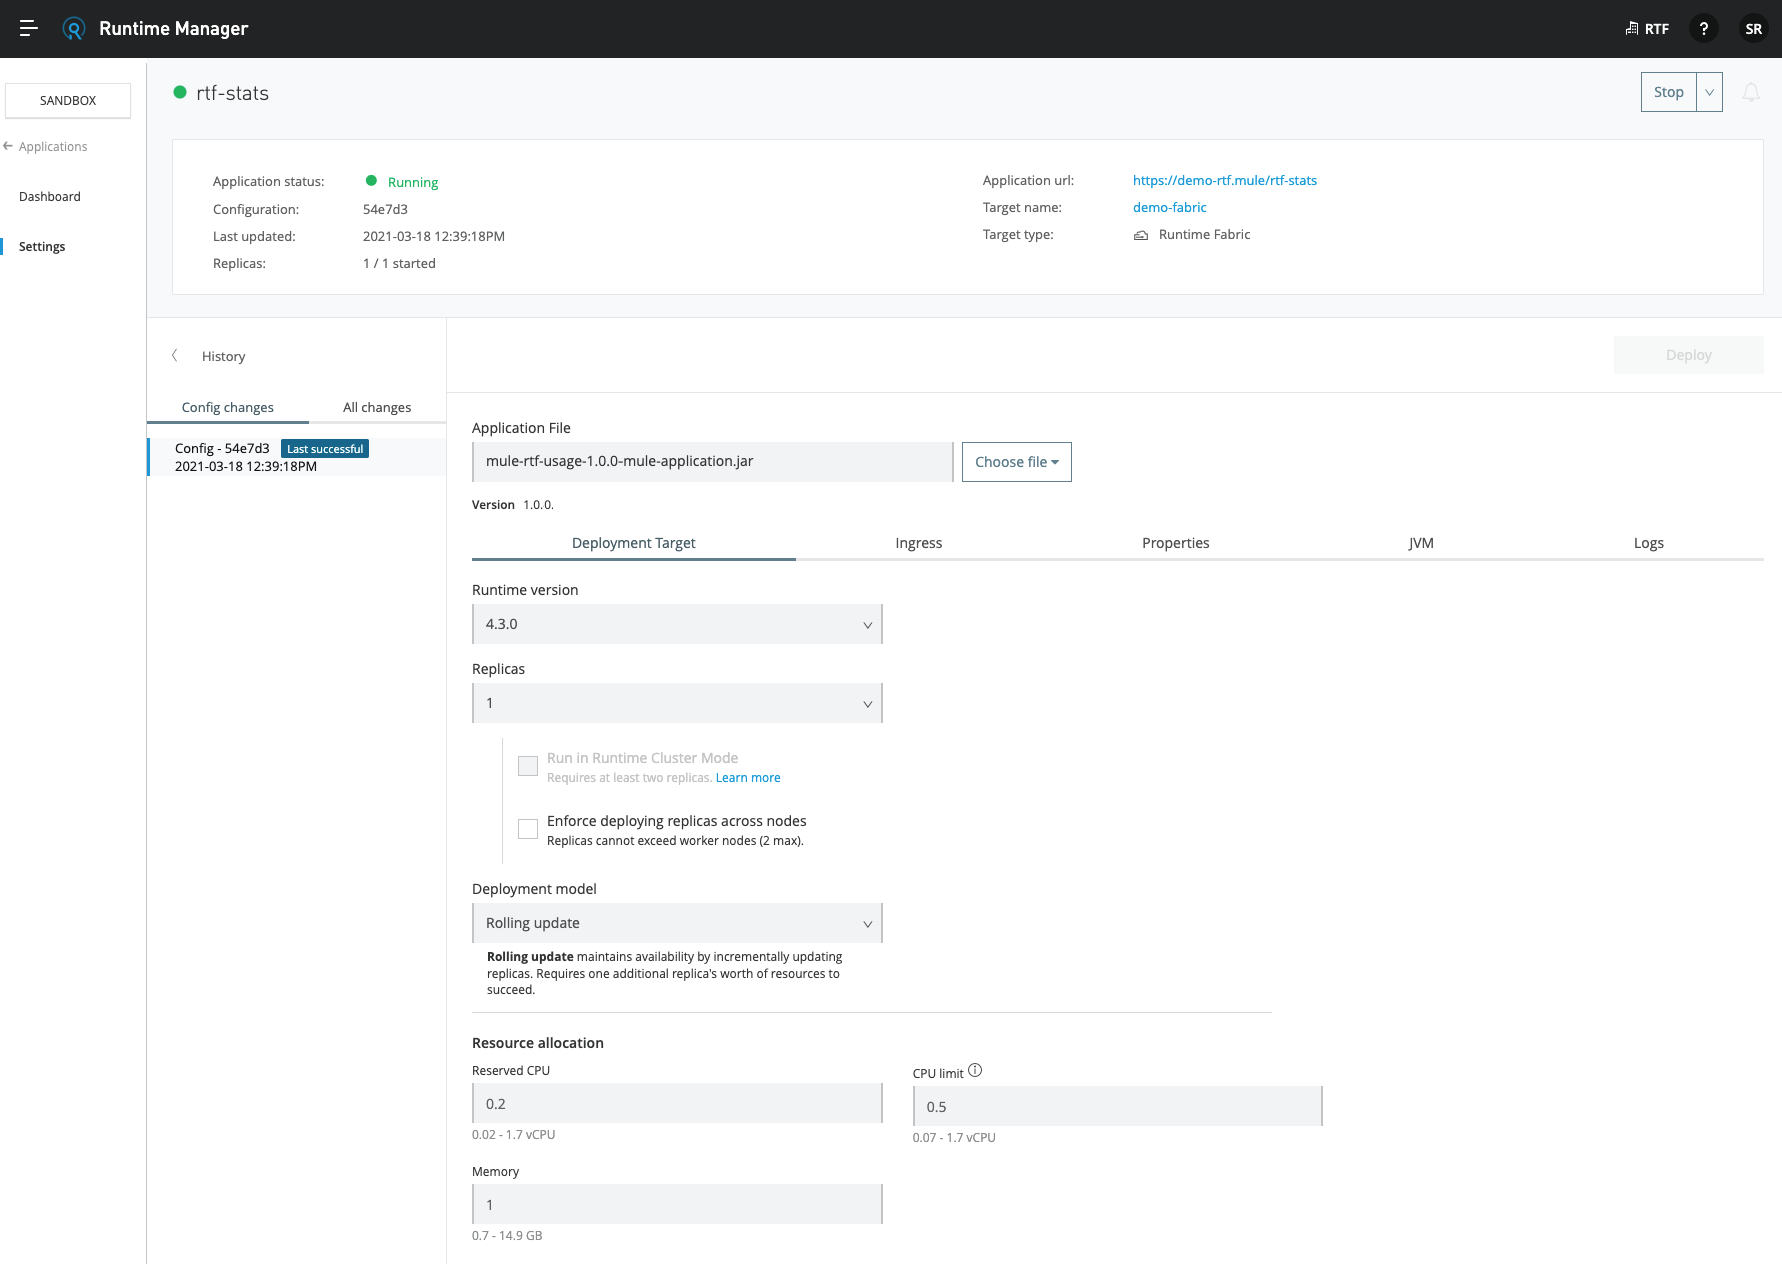 Runtime Manager
RTF
?
SR
SANDBOX
Applications
Dashboard
Settings
rtf-stats
Stop
Application status: Running
Configuration: 54e7d3
Last updated: 2021-03-18 12:39:18PM
Replicas: 1 / 1 started
Application url: https://demo-rtf.mule/rtf-stats
Target name: demo-fabric
Target type: Runtime Fabric
History
Config changes
All changes
Config - 54e7d3 Last successful
2021-03-18 12:39:18PM
Deploy
Application File
mule-rtf-usage-1.0.0-mule-application.jar
Choose file
Version 1.0.0.
Deployment Target
Ingress
Properties
JVM
Logs
Runtime version
4.3.0
Replicas
1
Run in Runtime Cluster Mode
Requires at least two replicas. Learn more
Enforce deploying replicas across nodes
Replicas cannot exceed worker nodes (2 max).
Deployment model
Rolling update
Rolling update maintains availability by incrementally updating
replicas. Requires one additional replica's worth of resources to
succeed.
Resource allocation
Reserved CPU
0.2
0.02 - 1.7 vCPU
CPU limit
0.5
0.07 - 1.7 vCPU
Memory
1
0.7 - 14.9 GB